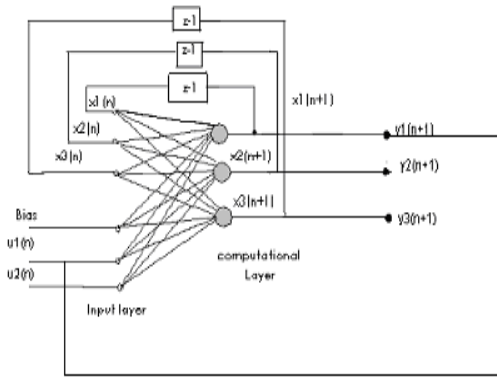 z-1
z-1
z-1
x1(n)
x1|n+1)
x2|n)
x3|n)
x2(n+1)
x3|n+1|
y1(n+1)
y2(n+1)
y3(n+1)
Bias
u1(n)
u2(n)
Input layer
computational
Layer